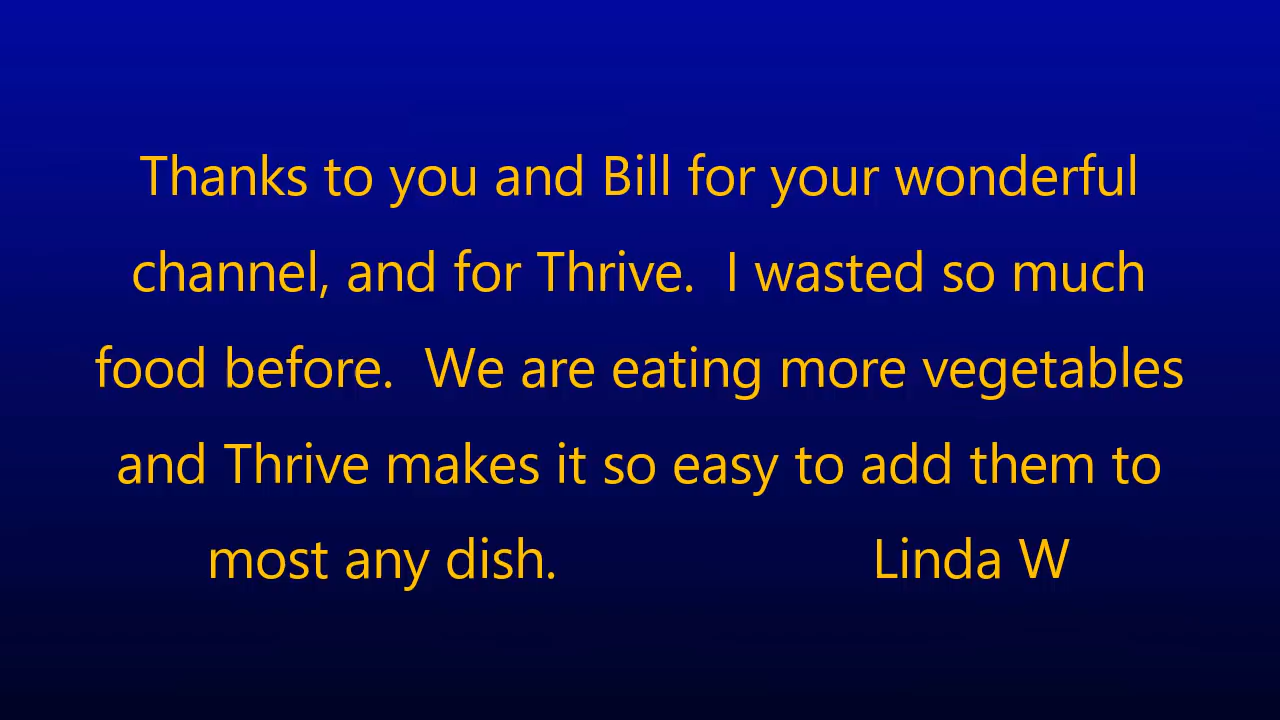 Thanks to you and Bill for your wonderful
channel, and for Thrive.  I wasted so much
food before.  We are eating more vegetables
and Thrive makes it so easy to add them to
most any dish.                    Linda W